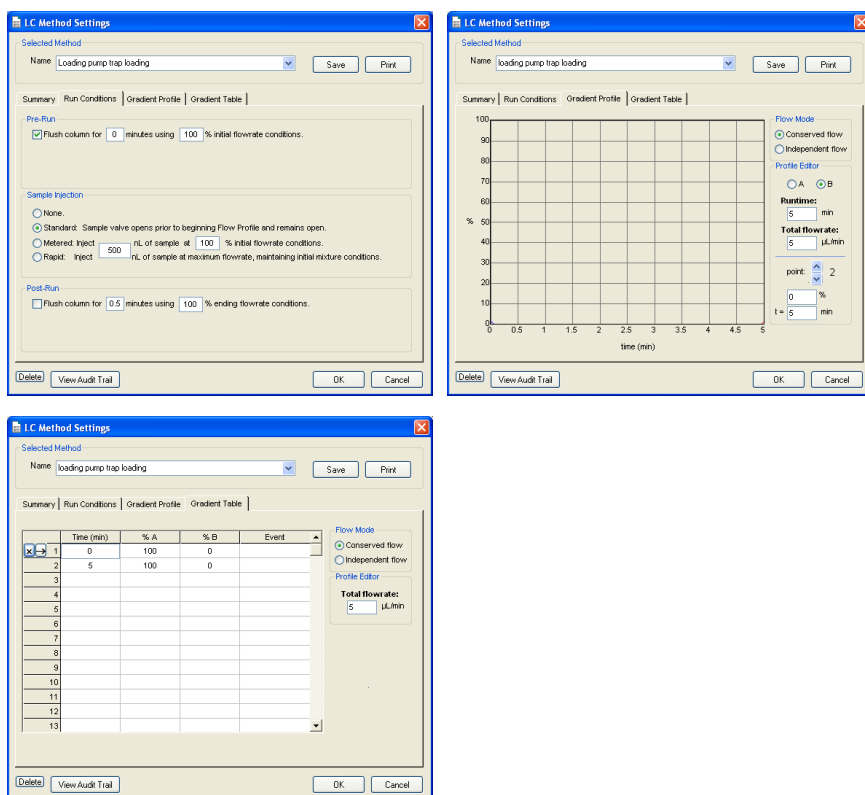 LC Method Settings
Selected Method
Name Loading pump trap loading Save Print
Summary Run Conditions Gradient Profile Gradient Table
Pre-Run
Flush column for 0 minutes using 100 % initial flowrate conditions.
Sample Injection
None.
Standard: Sample valve opens prior to beginning Flow Profile and remains open.
Metered: Inject 500 nL of sample at 100 % initial flowrate conditions.
Rapid: Inject nL of sample at maximum flowrate, maintaining initial mixture conditions.
Post-Run
Flush column for 0.5 minutes using 100 % ending flowrate conditions.
Delete View Audit Trail OK Cancel
LC Method Settings
Selected Method
Name loading pump trap loading Save Print
Summary Run Conditions Gradient Profile Gradient Table
100
90
80
70
60
% 50
40
30
20
10
0
0 0.5 1 1.5 2 2.5 3 3.5 4 4.5 5
time (min)
Flow Mode
Conserved flow
Independent flow
Profile Editor
A B
Runtime:
5 min
Total flowrate:
5 µL/min
point: 2
0 %
t = 5 min
Delete View Audit Trail OK Cancel
LC Method Settings
Selected Method
Name loading pump trap loading Save Print
Summary Run Conditions Gradient Profile Gradient Table
Time (min) % A % B Event
1 0 100 0
2 5 100 0
3
4
5
6
7
8
9
10
11
12
13
Flow Mode
Conserved flow
Independent flow
Profile Editor
Total flowrate:
5 µL/min
Delete View Audit Trail OK Cancel